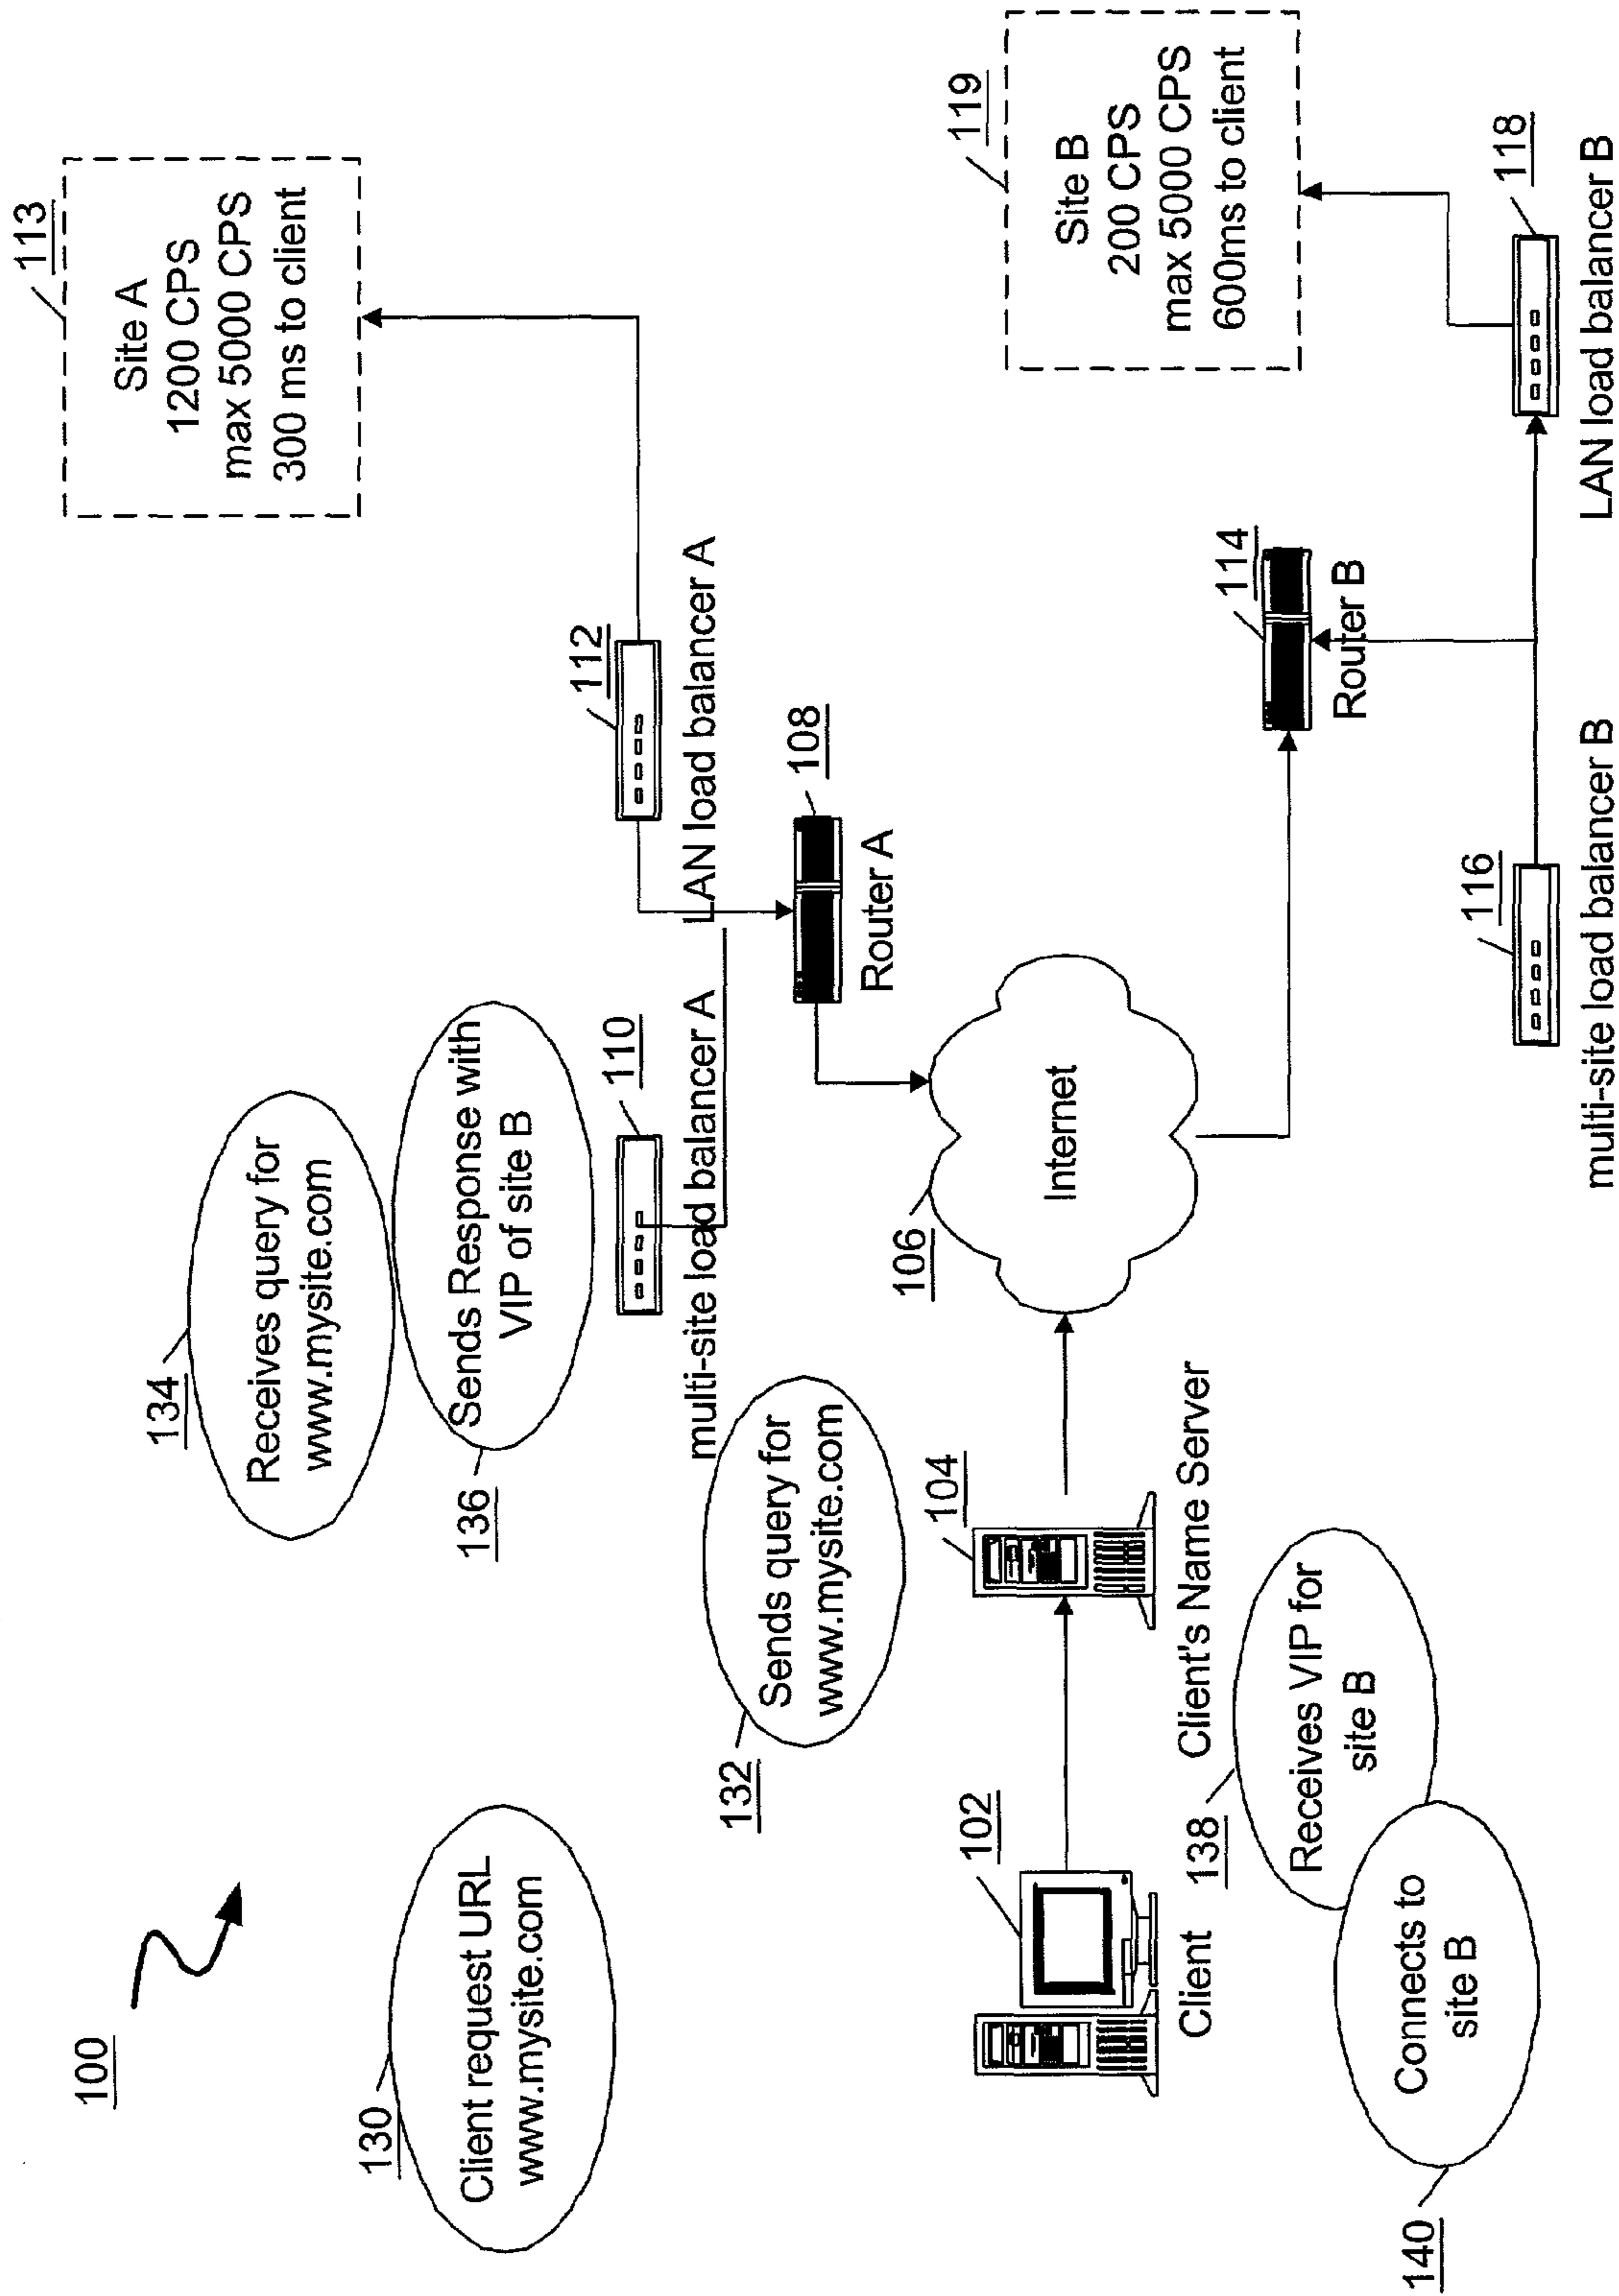 100
130
Client request URL
www.mysite.com
134
Receives query for
www.mysite.com
136
Sends Response with
VIP of site B
110
multi-site load balancer A
112
LAN load balancer A
113
Site A
1200 CPS
max 5000 CPS
300 ms to client
132
Sends query for
www.mysite.com
108
Router A
102
Client
104
Client's Name Server
106
Internet
138
Receives VIP for
site B
140
Connects to
site B
114
Router B
116
multi-site load balancer B
118
LAN load balancer B
119
Site B
200 CPS
max 5000 CPS
600ms to client